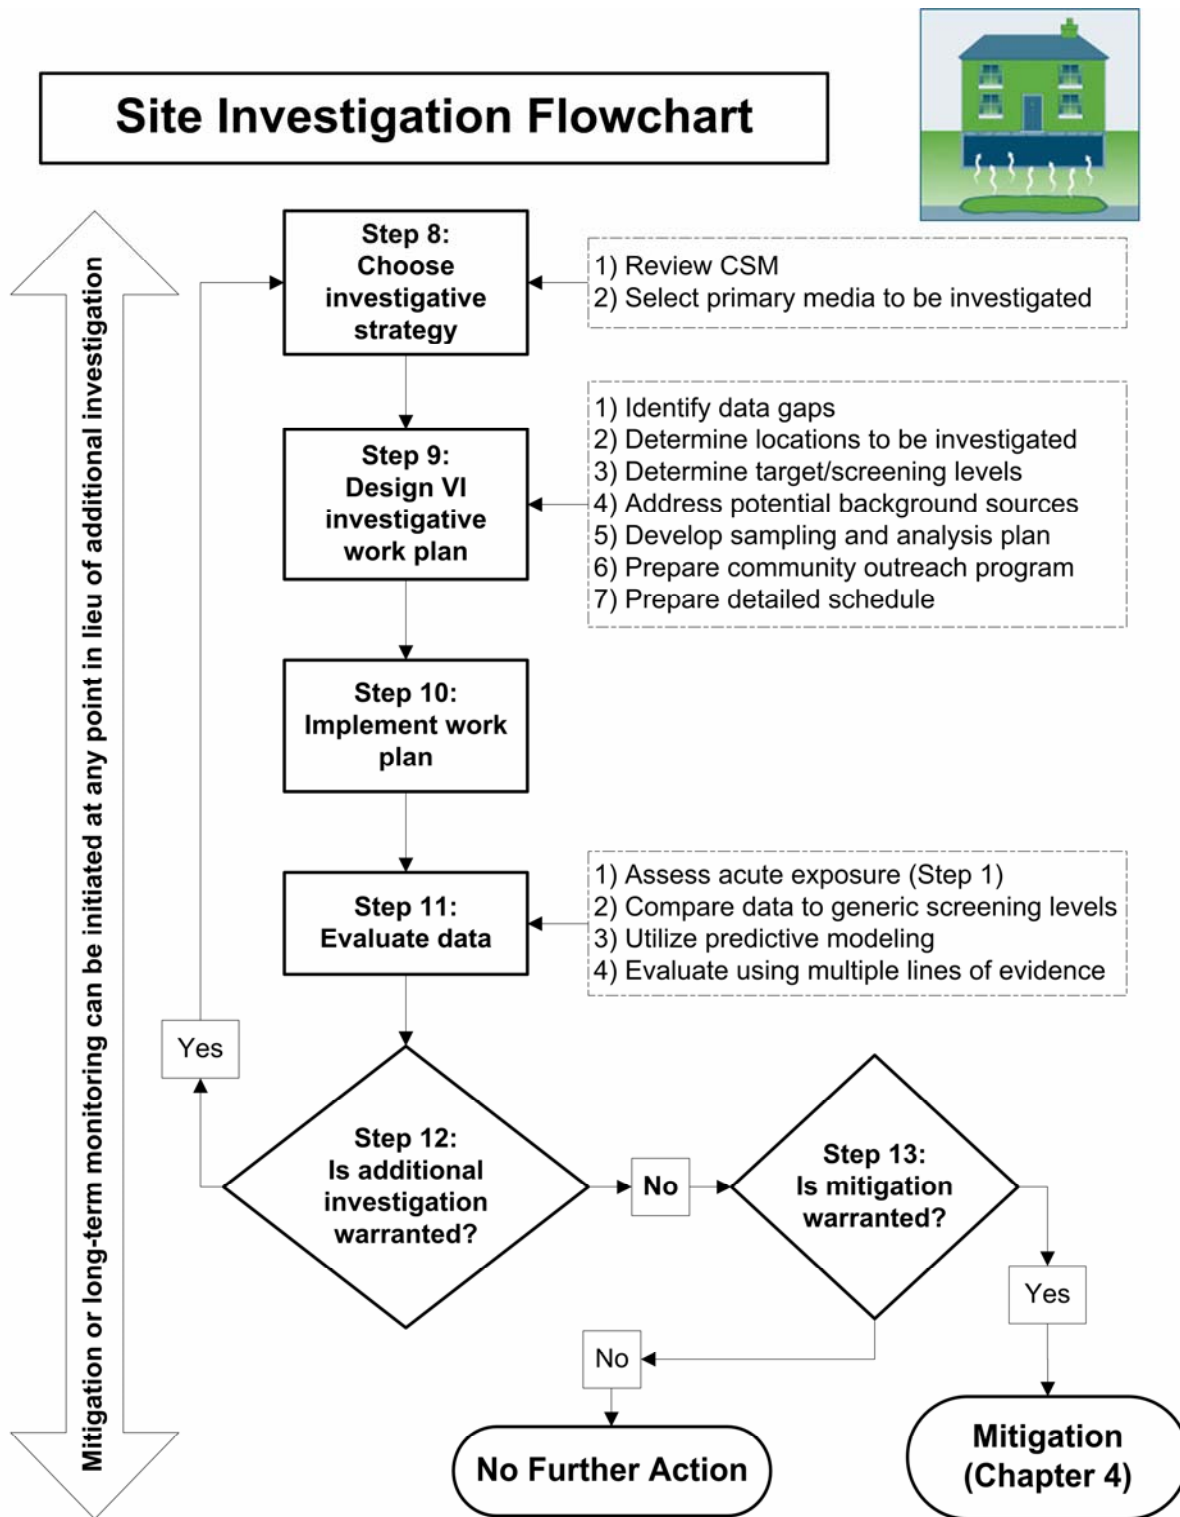 Site Investigation Flowchart
Mitigation or long-term monitoring can be initiated at any point in lieu of additional investigation
Step 8:
Choose
investigative
strategy
1) Review CSM
2) Select primary media to be investigated
Step 9:
Design VI
investigative
work plan
1) Identify data gaps
2) Determine locations to be investigated
3) Determine target/screening levels
4) Address potential background sources
5) Develop sampling and analysis plan
6) Prepare community outreach program
7) Prepare detailed schedule
Step 10:
Implement work
plan
Step 11:
Evaluate data
1) Assess acute exposure (Step 1)
2) Compare data to generic screening levels
3) Utilize predictive modeling
4) Evaluate using multiple lines of evidence
Yes
Step 12:
Is additional
investigation
warranted?
No
Step 13:
Is mitigation
warranted?
Yes
No
No Further Action
Mitigation
(Chapter 4)